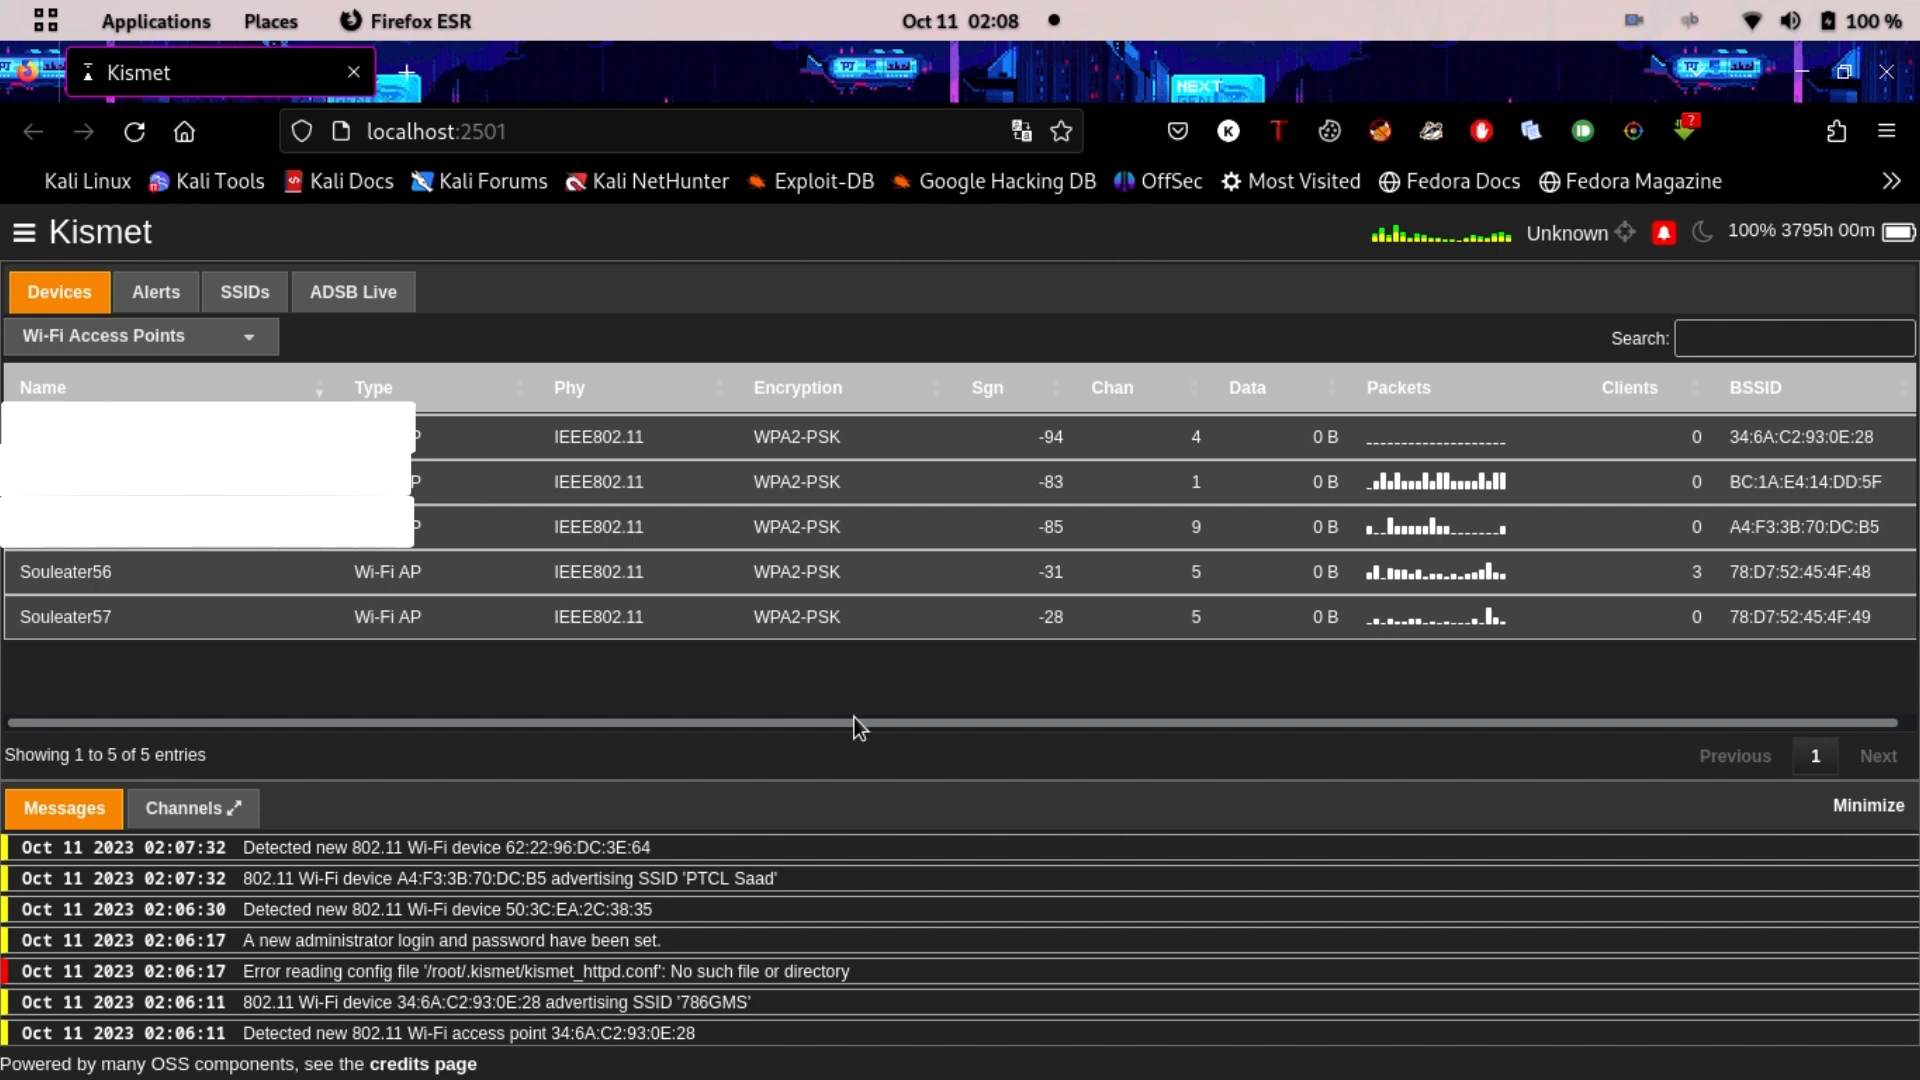 Applications Places Firefox ESR Oct 11 02:08 100 %
Kismet
NEXT
localhost:2501
Kali Linux Kali Tools Kali Docs Kali Forums Kali NetHunter Exploit-DB Google Hacking DB OffSec Most Visited Fedora Docs Fedora Magazine
Kismet Unknown 100% 3795h 00m
Devices Alerts SSIDs ADSB Live
Wi-Fi Access Points Search:
Name Type Phy Encryption Sgn Chan Data Packets Clients BSSID
P IEEE802.11 WPA2-PSK -94 4 0 B 0 34:6A:C2:93:0E:28
P IEEE802.11 WPA2-PSK -83 1 0 B 0 BC:1A:E4:14:DD:5F
IEEE802.11 WPA2-PSK -85 9 0 B 0 A4:F3:3B:70:DC:B5
Souleater56 Wi-Fi AP IEEE802.11 WPA2-PSK -31 5 0 B 3 78:D7:52:45:4F:48
Souleater57 Wi-Fi AP IEEE802.11 WPA2-PSK -28 5 0 B 0 78:D7:52:45:4F:49
Showing 1 to 5 of 5 entries Previous 1 Next
Messages Channels Minimize
Oct 11 2023 02:07:32 Detected new 802.11 Wi-Fi device 62:22:96:DC:3E:64
Oct 11 2023 02:07:32 802.11 Wi-Fi device A4:F3:3B:70:DC:B5 advertising SSID 'PTCL Saad'
Oct 11 2023 02:06:30 Detected new 802.11 Wi-Fi device 50:3C:EA:2C:38:35
Oct 11 2023 02:06:17 A new administrator login and password have been set.
Oct 11 2023 02:06:17 Error reading config file '/root/.kismet/kismet_httpd.conf': No such file or directory
Oct 11 2023 02:06:11 802.11 Wi-Fi device 34:6A:C2:93:0E:28 advertising SSID '786GMS'
Oct 11 2023 02:06:11 Detected new 802.11 Wi-Fi access point 34:6A:C2:93:0E:28
Powered by many OSS components, see the credits page